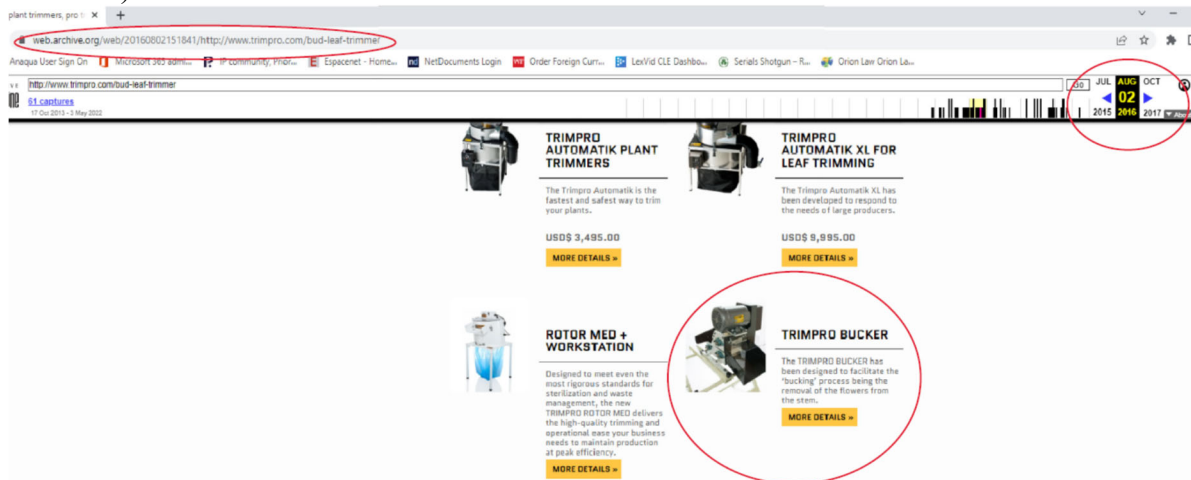 plant trimmers, pro
web.archive.org/web/20160802151841/http://www.trimpro.com/bud-leaf-trimmer
Anaqua User Sign On Microsoft 365 admi... IP community, Prior... Espacenet - Home... NetDocuments Login Order Foreign Curr... LexVid CLE Dashbo... Serials Shotgun – R... Orion Law Orion La...
http://www.trimpro.com/bud-leaf-trimmer Go JUL AUG OCT
61 captures 02
17 Oct 2013 - 3 May 2022 2015 2016 2017
TRIMPRO
AUTOMATIK PLANT
TRIMMERS
The Trimpro Automatik is the
fastest and safest way to trim
your plants.
USD$ 3,495.00
MORE DETAILS »
TRIMPRO
AUTOMATIK XL FOR
LEAF TRIMMING
The Trimpro Automatik XL has
been developed to respond to
the needs of large producers.
USD$ 9,995.00
MORE DETAILS »
ROTOR MED +
WORKSTATION
Designed to meet even the
most rigorous standards for
sterilization and waste
management, the new
TRIMPRO ROTOR MED delivers
the high-quality trimming and
operational ease your business
needs to maintain production
at peak efficiency.
MORE DETAILS »
TRIMPRO BUCKER
The TRIMPRO BUCKER has
been designed to facilitate the
'bucking' process being the
removal of the flowers from
the stem.
MORE DETAILS »